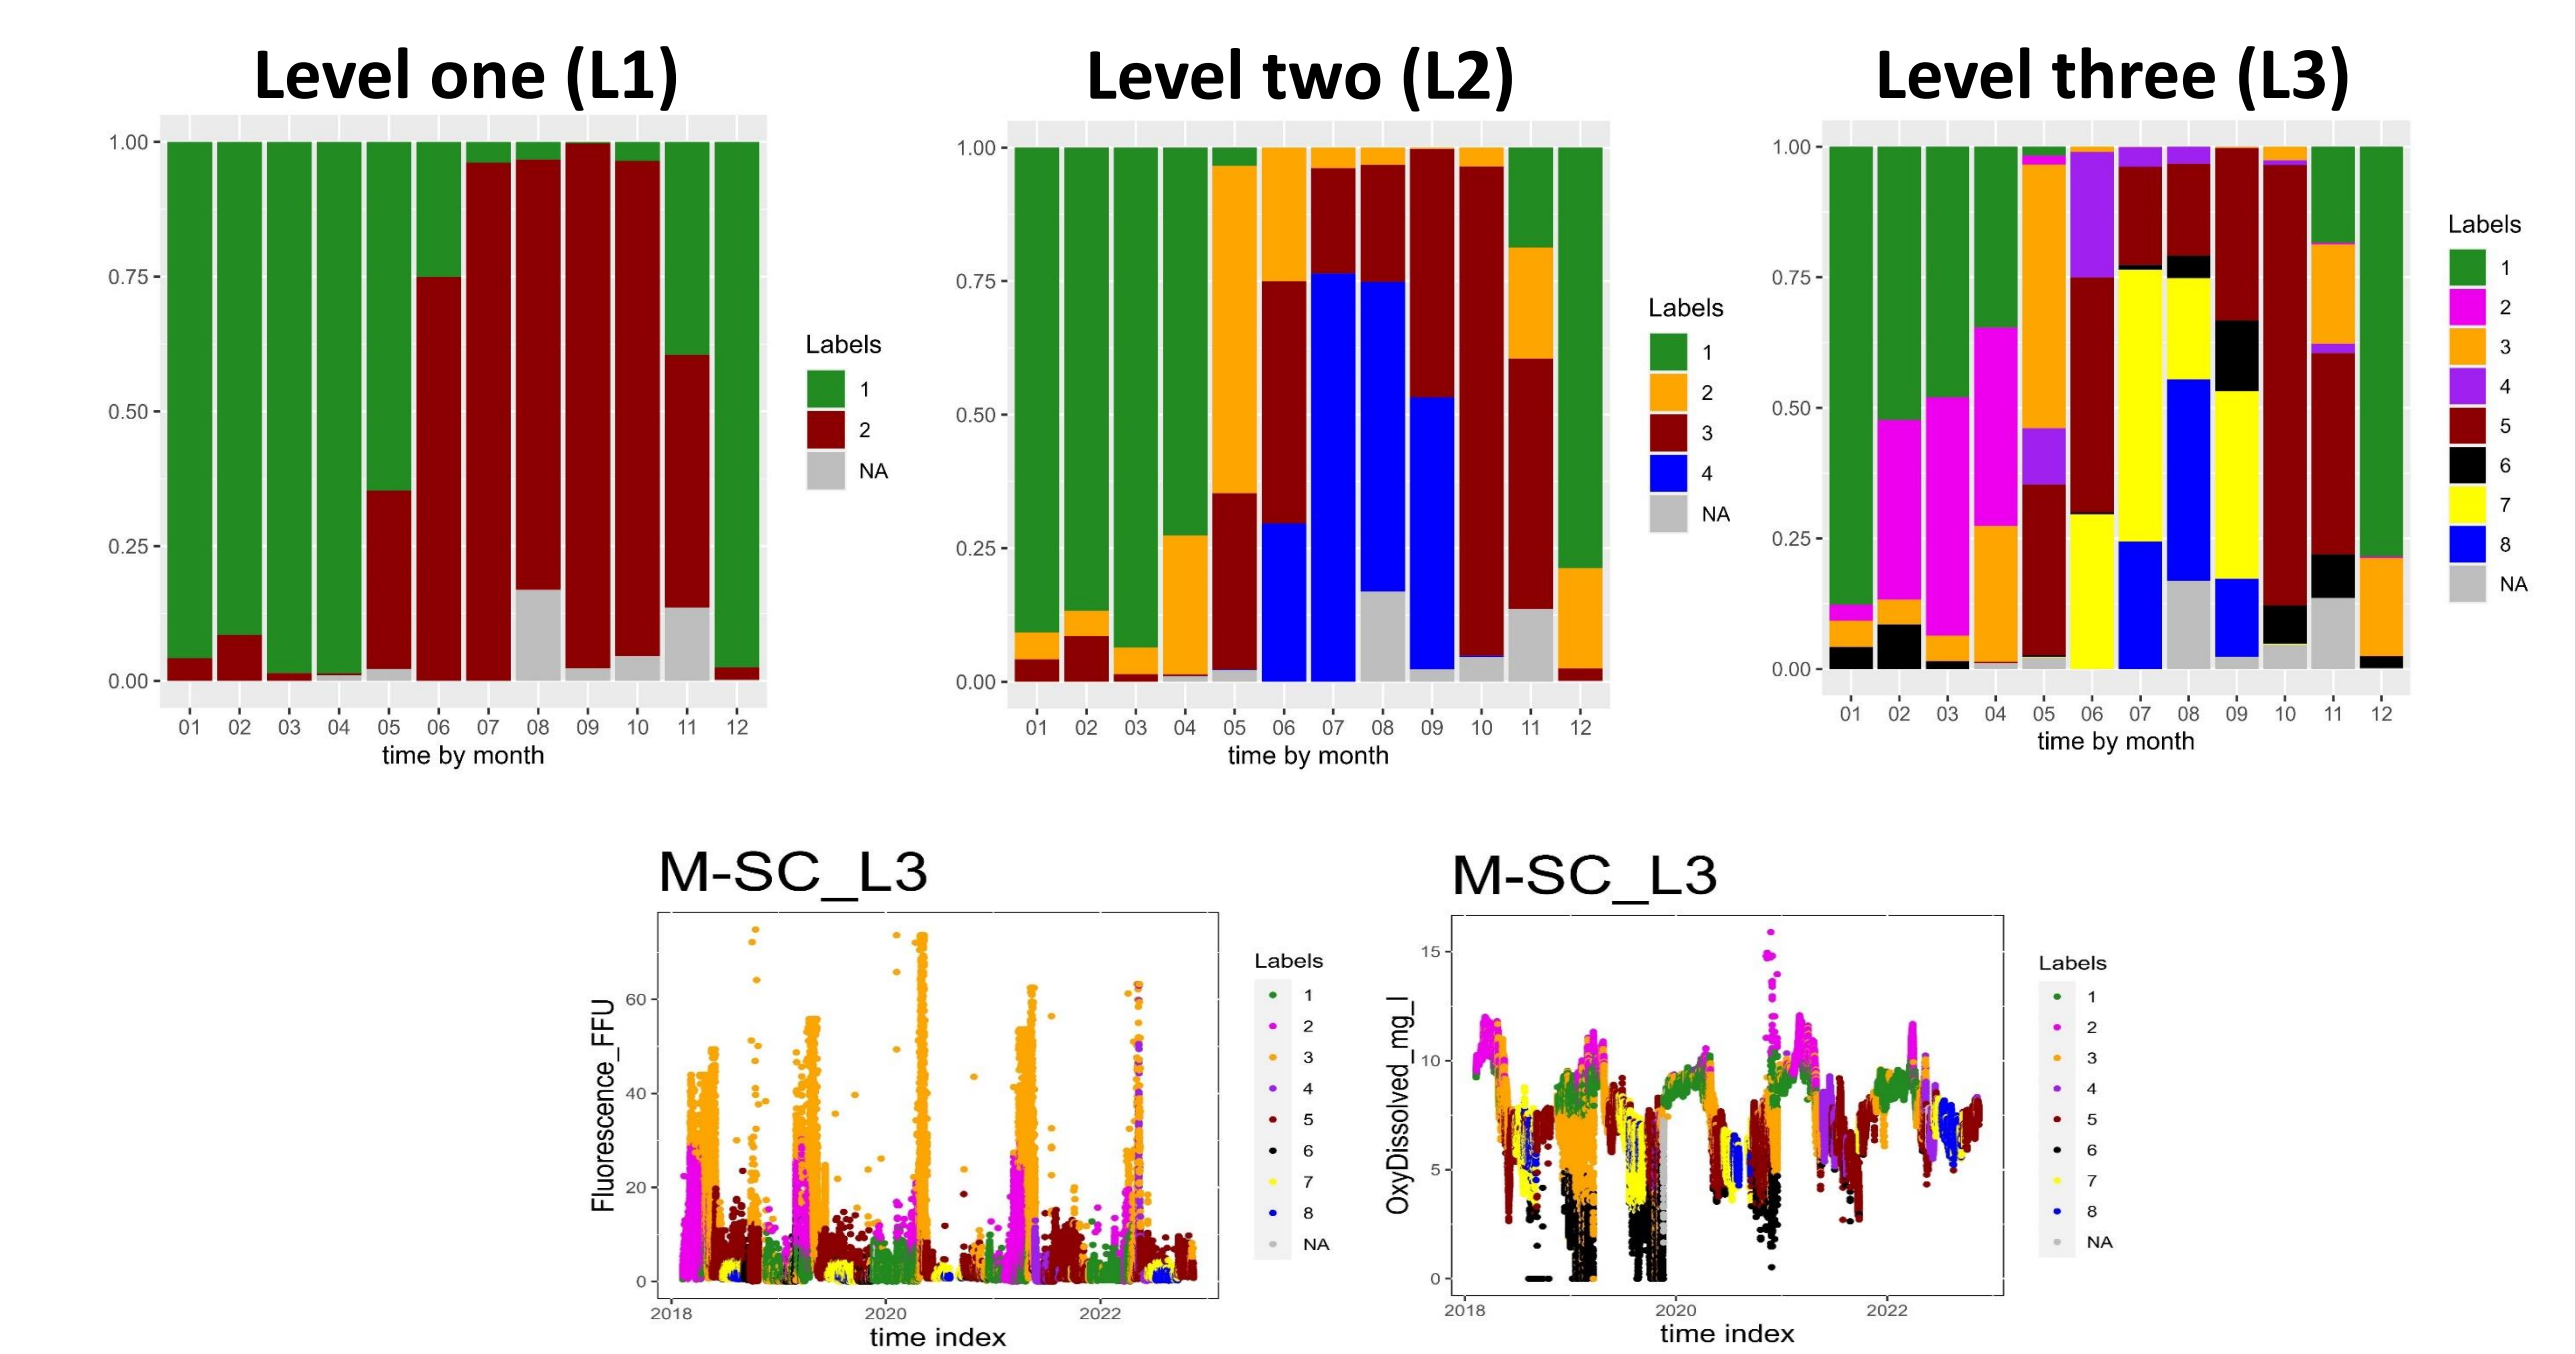 Level one (L1)
Level two (L2)
Level three (L3)
1.00
0.75
0.50
0.25
0.00
01 02 03 04 05 06 07 08 09 10 11 12
time by month
Labels
1
2
NA
1.00
0.75
0.50
0.25
0.00
01 02 03 04 05 06 07 08 09 10 11 12
time by month
Labels
1
2
3
4
NA
1.00
0.75
0.50
0.25
0.00
01 02 03 04 05 06 07 08 09 10 11 12
time by month
Labels
1
2
3
4
5
6
7
8
NA
M-SC_L3
Fluorescence_FFU
60
40
20
0
2018 2020 2022
time index
Labels
1
2
3
4
5
6
7
8
NA
M-SC_L3
OxyDissolved_mg_l
15
10
5
0
2018 2020 2022
time index
Labels
1
2
3
4
5
6
7
8
NA